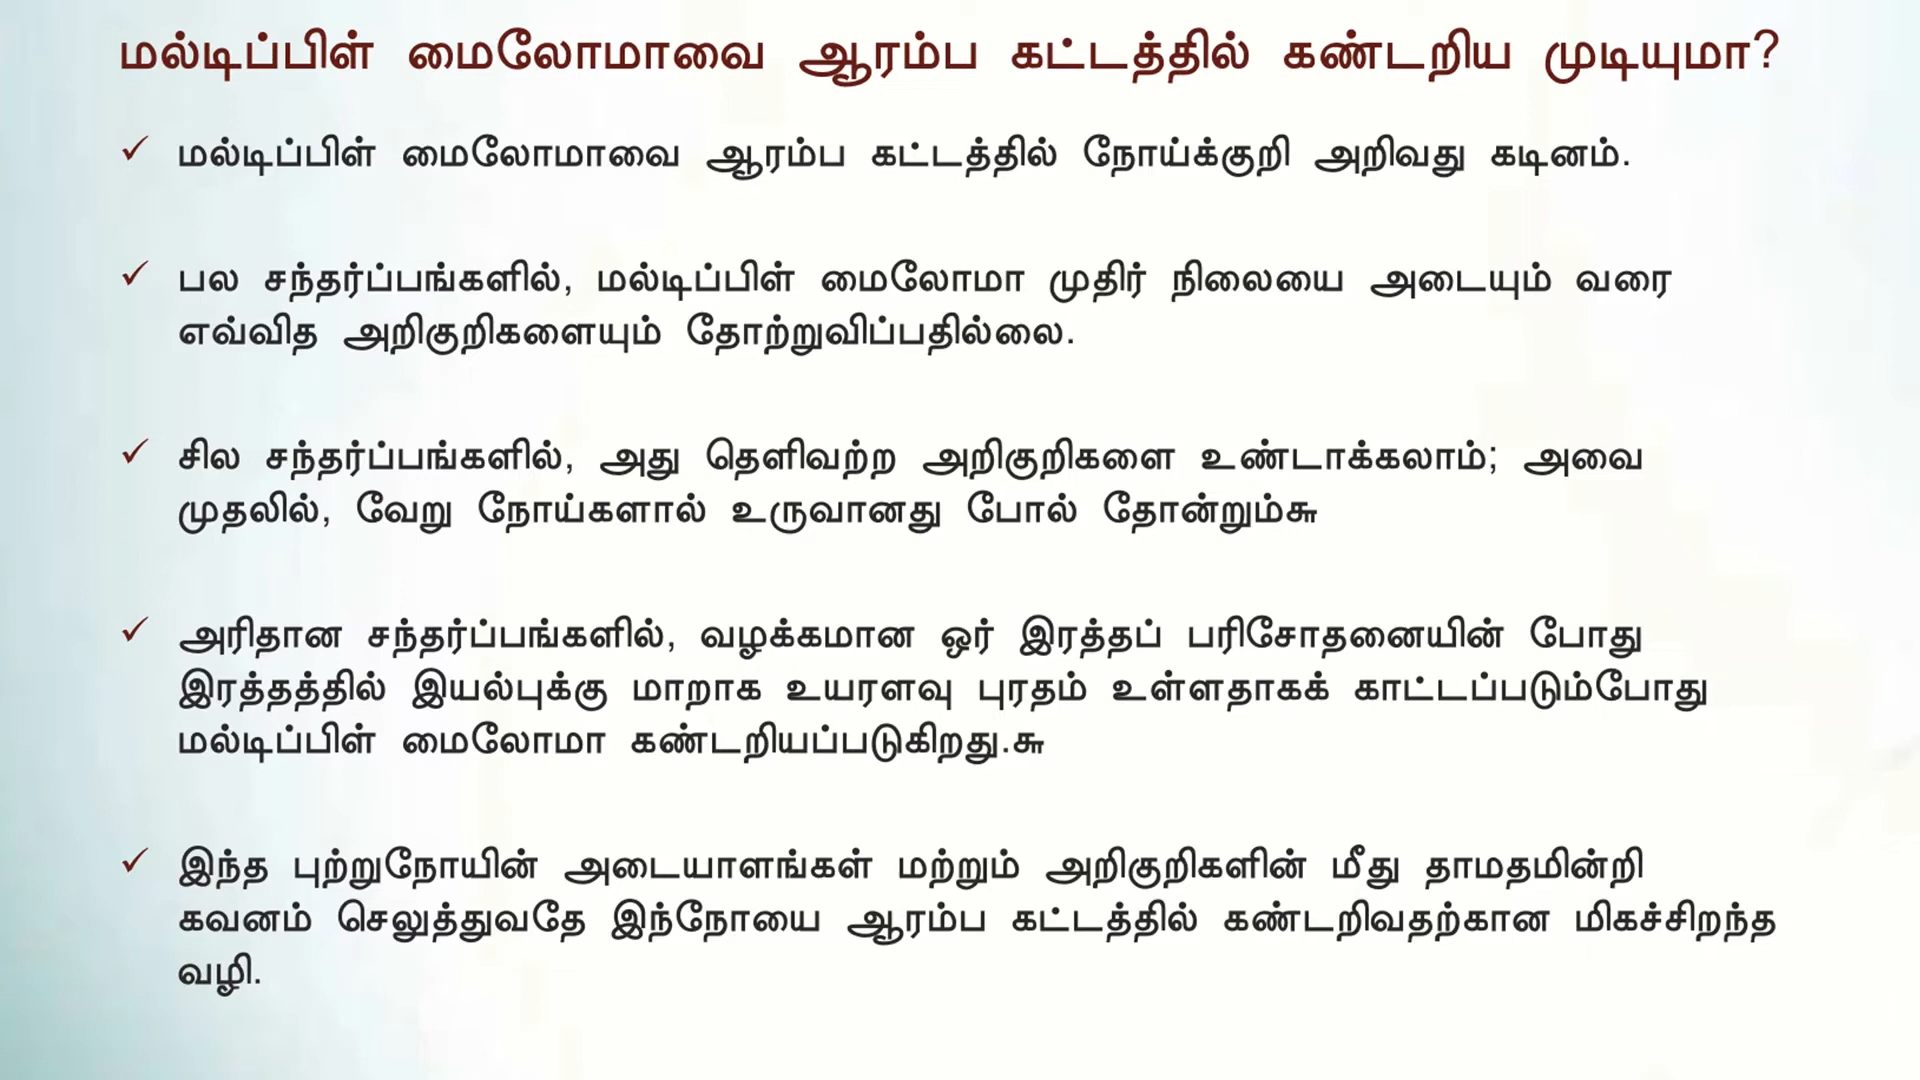 மல்டிப்பிள் மைலோமாவை ஆரம்ப கட்டத்தில் கண்டறிய முடியுமா?
✓ மல்டிப்பிள் மைலோமாவை ஆரம்ப கட்டத்தில் நோய்க்குறி அறிவது கடினம்.
✓ பல சந்தர்ப்பங்களில், மல்டிப்பிள் மைலோமா முதிர் நிலையை அடையும் வரை
எவ்வித அறிகுறிகளையும் தோற்றுவிப்பதில்லை.
✓ சில சந்தர்ப்பங்களில், அது தெளிவற்ற அறிகுறிகளை உண்டாக்கலாம்; அவை
முதலில், வேறு நோய்களால் உருவானது போல் தோன்றும்௬
✓ அரிதான சந்தர்ப்பங்களில், வழக்கமான ஒர் இரத்தப் பரிசோதனையின் போது
இரத்தத்தில் இயல்புக்கு மாறாக உயரளவு புரதம் உள்ளதாகக் காட்டப்படும்போது
மல்டிப்பிள் மைலோமா கண்டறியப்படுகிறது.௬
✓ இந்த புற்றுநோயின் அடையாளங்கள் மற்றும் அறிகுறிகளின் மீது தாமதமின்றி
கவனம் செலுத்துவதே இந்நோயை ஆரம்ப கட்டத்தில் கண்டறிவதற்கான மிகச்சிறந்த
வழி.